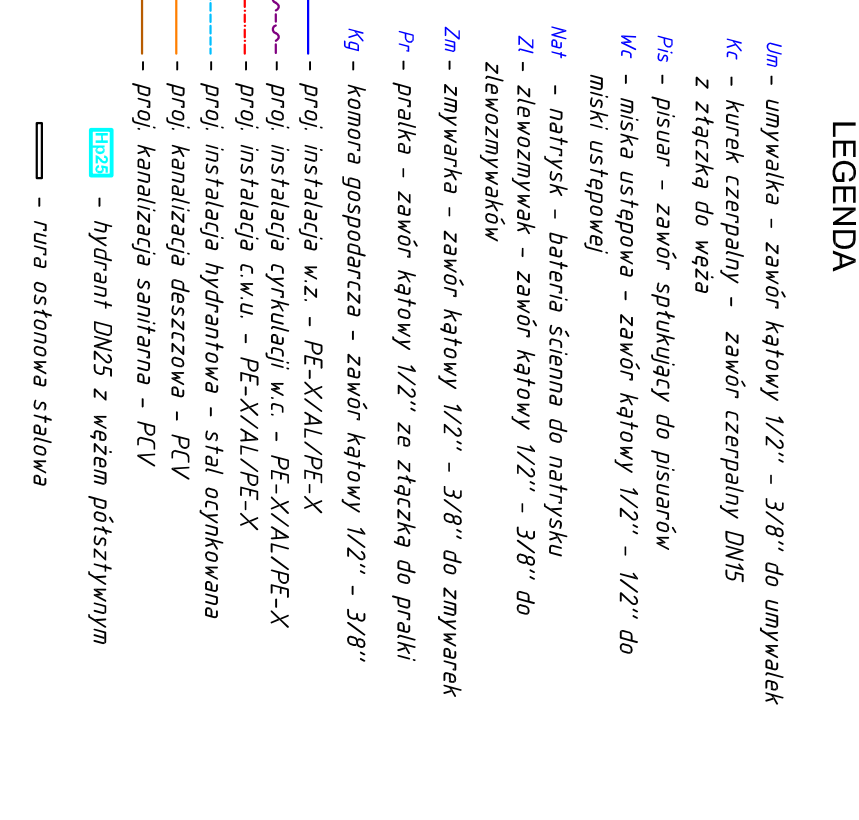 LEGENDA
Um – umywalka – zawór kątowy 1/2" – 3/8" do umywalek
Kc – kurek czerpalny – zawór czerpalny DN15
z złączką do węża
Pis – pisuar – zawór spłukujący do pisuarów
Wc – miska ustępowa – zawór kątowy 1/2" – 1/2" do
miski ustępowej
Nat – natrysk – bateria ścienna do natrysku
Zl – zlewozmywak – zawór kątowy 1/2" – 3/8" do
zlewozmywaków
Zm – zmywarka – zawór kątowy 1/2" – 3/8" do zmywarek
Pr – pralka – zawór kątowy 1/2" ze złączką do pralki
Kg – komora gospodarcza – zawór kątowy 1/2" – 3/8"
– proj. instalacja w.z. – PE-X/AL/PE-X
– proj. instalacja cyrkulacji w.c. – PE-X/AL/PE-X
– proj. instalacja c.w.u. – PE-X/AL/PE-X
– proj. instalacja hydrantowa – stal ocynkowana
– proj. kanalizacja deszczowa – PCV
– proj. kanalizacja sanitarna – PCV
Hp25 – hydrant DN25 z wężem półsztywnym
– rura osłonowa stalowa